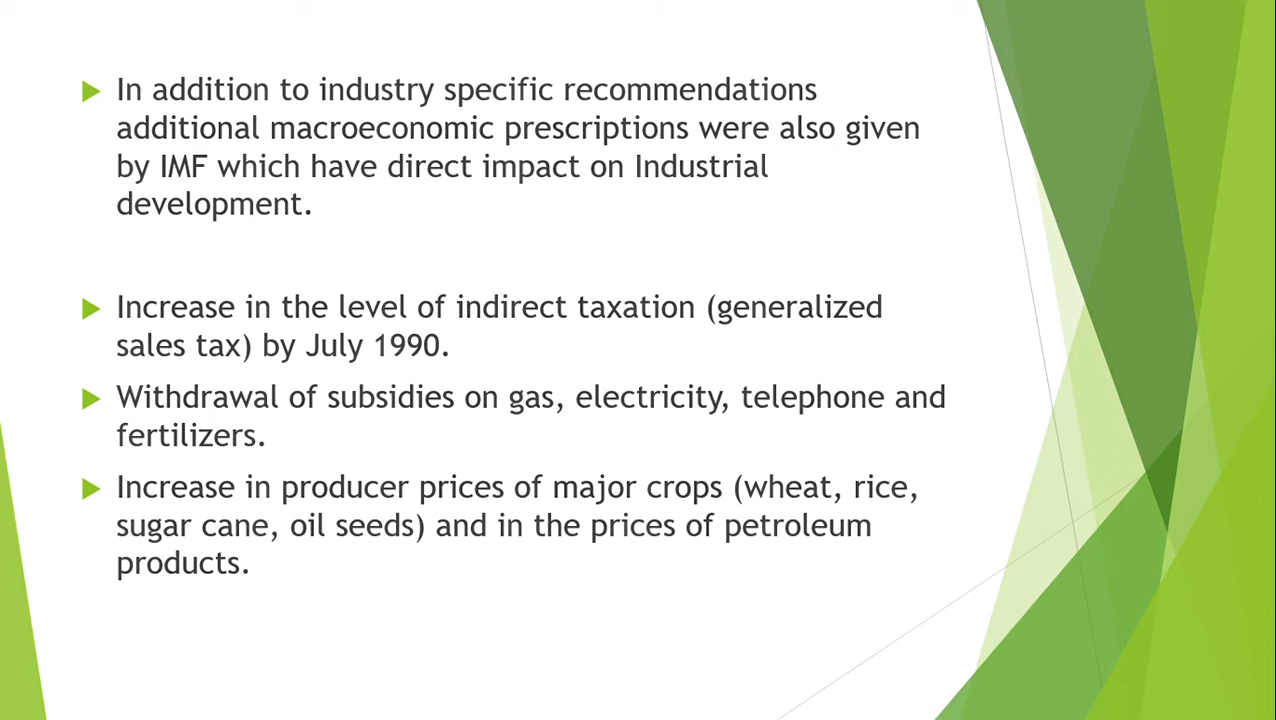 In addition to industry specific recommendations
additional macroeconomic prescriptions were also given
by IMF which have direct impact on Industrial
development.
Increase in the level of indirect taxation (generalized
sales tax) by July 1990.
Withdrawal of subsidies on gas, electricity, telephone and
fertilizers.
Increase in producer prices of major crops (wheat, rice,
sugar cane, oil seeds) and in the prices of petroleum
products.